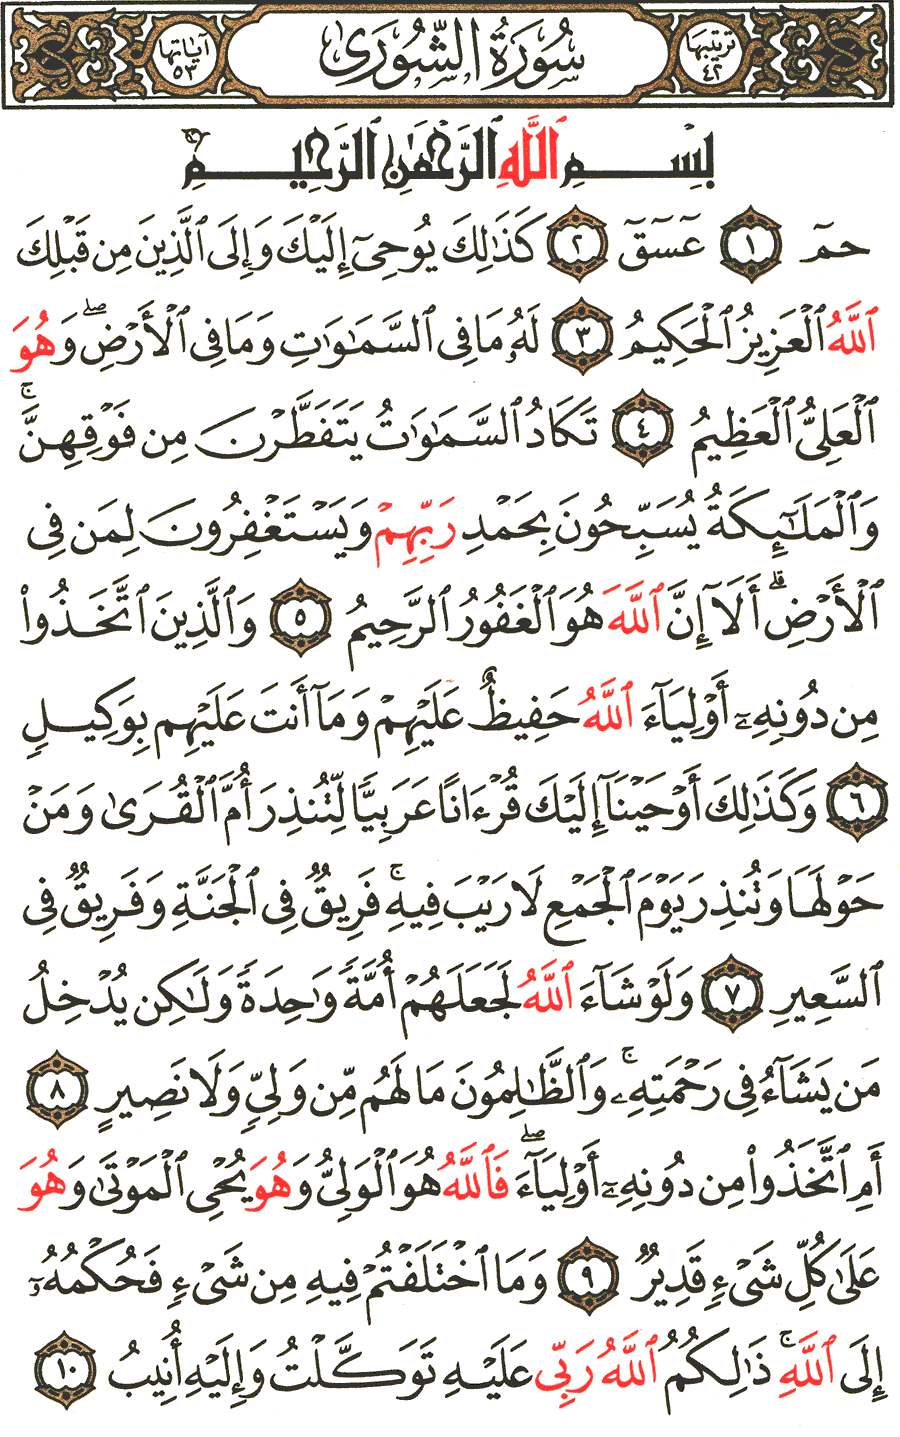 ترتيبها ٤٢ سُورَةُ الشُّورَىٰ آياتها ٥٣
بِسْمِ ٱللَّهِ ٱلرَّحْمَٰنِ ٱلرَّحِيمِ
حمٓ ١ عٓسٓقٓ ٢ كَذَٰلِكَ يُوحِىٓ إِلَيْكَ وَإِلَى ٱلَّذِينَ مِن قَبْلِكَ
ٱللَّهُ ٱلْعَزِيزُ ٱلْحَكِيمُ ٣ لَهُۥ مَا فِى ٱلسَّمَٰوَٰتِ وَمَا فِى ٱلْأَرْضِ ۖ وَهُوَ
ٱلْعَلِىُّ ٱلْعَظِيمُ ٤ تَكَادُ ٱلسَّمَٰوَٰتُ يَتَفَطَّرْنَ مِن فَوْقِهِنَّ ۚ
وَٱلْمَلَٰٓئِكَةُ يُسَبِّحُونَ بِحَمْدِ رَبِّهِمْ وَيَسْتَغْفِرُونَ لِمَن فِى
ٱلْأَرْضِ ۗ أَلَآ إِنَّ ٱللَّهَ هُوَ ٱلْغَفُورُ ٱلرَّحِيمُ ٥ وَٱلَّذِينَ ٱتَّخَذُوا۟
مِن دُونِهِۦٓ أَوْلِيَآءَ ٱللَّهُ حَفِيظٌ عَلَيْهِمْ وَمَآ أَنتَ عَلَيْهِم بِوَكِيلٍ
٦ وَكَذَٰلِكَ أَوْحَيْنَآ إِلَيْكَ قُرْءَانًا عَرَبِيًّا لِّتُنذِرَ أُمَّ ٱلْقُرَىٰ وَمَنْ
حَوْلَهَا وَتُنذِرَ يَوْمَ ٱلْجَمْعِ لَا رَيْبَ فِيهِ ۚ فَرِيقٌ فِى ٱلْجَنَّةِ وَفَرِيقٌ فِى
ٱلسَّعِيرِ ٧ وَلَوْ شَآءَ ٱللَّهُ لَجَعَلَهُمْ أُمَّةً وَٰحِدَةً وَلَٰكِن يُدْخِلُ
مَن يَشَآءُ فِى رَحْمَتِهِۦ ۚ وَٱلظَّٰلِمُونَ مَا لَهُم مِّن وَلِىٍّ وَلَا نَصِيرٍ ٨
أَمِ ٱتَّخَذُوا۟ مِن دُونِهِۦٓ أَوْلِيَآءَ ۖ فَٱللَّهُ هُوَ ٱلْوَلِىُّ وَهُوَ يُحْىِ ٱلْمَوْتَىٰ وَهُوَ
عَلَىٰ كُلِّ شَىْءٍ قَدِيرٌ ٩ وَمَا ٱخْتَلَفْتُمْ فِيهِ مِن شَىْءٍ فَحُكْمُهُۥٓ
إِلَى ٱللَّهِ ۚ ذَٰلِكُمُ ٱللَّهُ رَبِّى عَلَيْهِ تَوَكَّلْتُ وَإِلَيْهِ أُنِيبُ ١٠